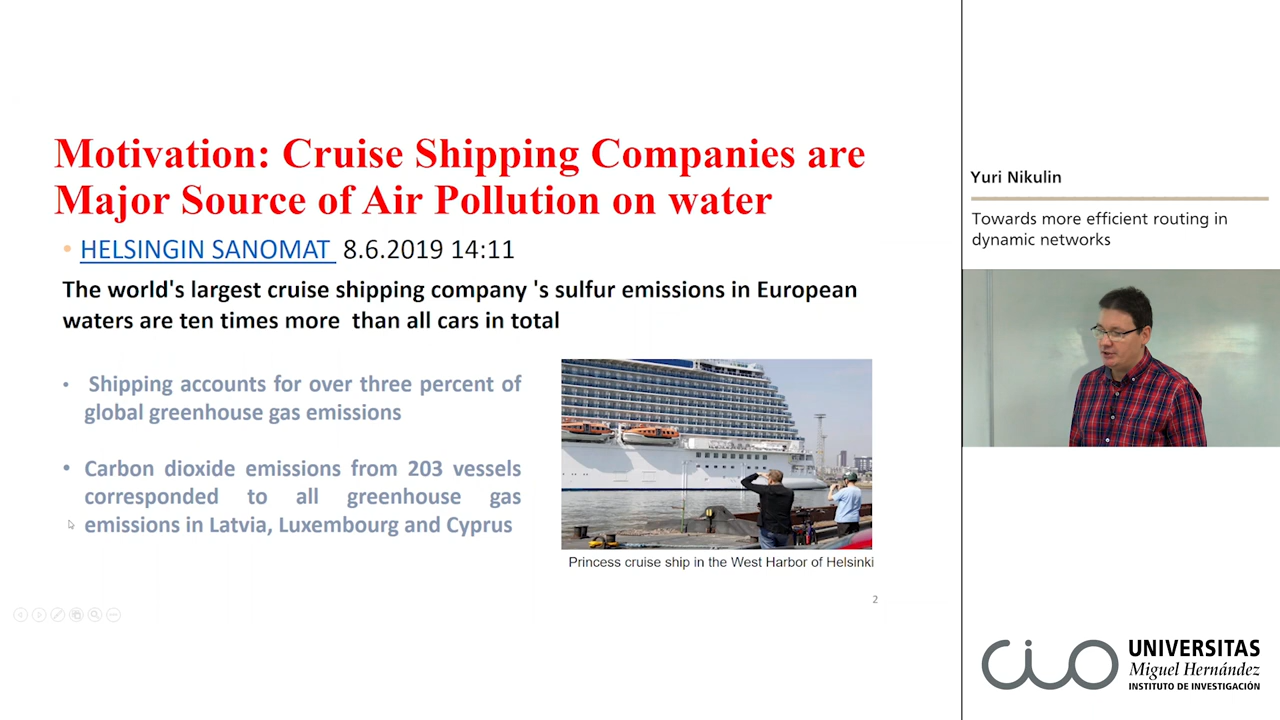 Motivation: Cruise Shipping Companies are
Major Source of Air Pollution on water
• HELSINGIN SANOMAT 8.6.2019 14:11
The world's largest cruise shipping company 's sulfur emissions in European
waters are ten times more than all cars in total
• Shipping accounts for over three percent of
global greenhouse gas emissions
• Carbon dioxide emissions from 203 vessels
corresponded to all greenhouse gas
emissions in Latvia, Luxembourg and Cyprus
Princess cruise ship in the West Harbor of Helsinki
2
Yuri Nikulin
Towards more efficient routing in
dynamic networks
cio
UNIVERSITAS
Miguel Hernández
INSTITUTO DE INVESTIGACIÓN